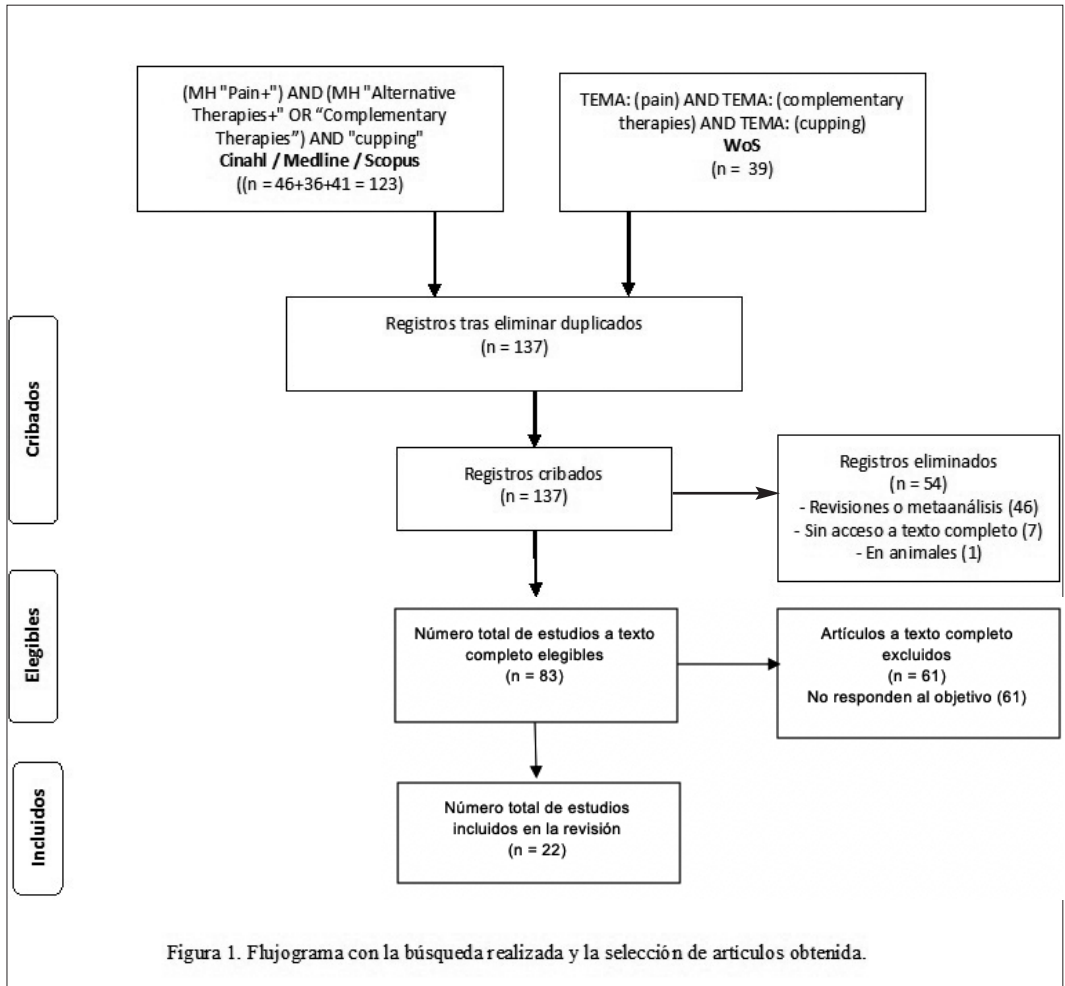 (MH "Pain+") AND (MH "Alternative
Therapies+" OR “Complementary
Therapies”) AND "cupping"
Cinahl / Medline / Scopus
((n = 46+36+41 = 123)
TEMA: (pain) AND TEMA: (complementary
therapies) AND TEMA: (cupping)
WoS
(n = 39)
Registros tras eliminar duplicados
(n = 137)
Cribados
Registros cribados
(n = 137)
Registros eliminados
(n = 54)
- Revisiones o metaanálisis (46)
- Sin acceso a texto completo (7)
- En animales (1)
Elegibles
Número total de estudios a texto
completo elegibles
(n = 83)
Artículos a texto completo
excluidos
(n = 61)
No responden al objetivo (61)
Incluidos
Número total de estudios
incluidos en la revisión
(n = 22)
Figura 1. Flujograma con la búsqueda realizada y la selección de artículos obtenida.